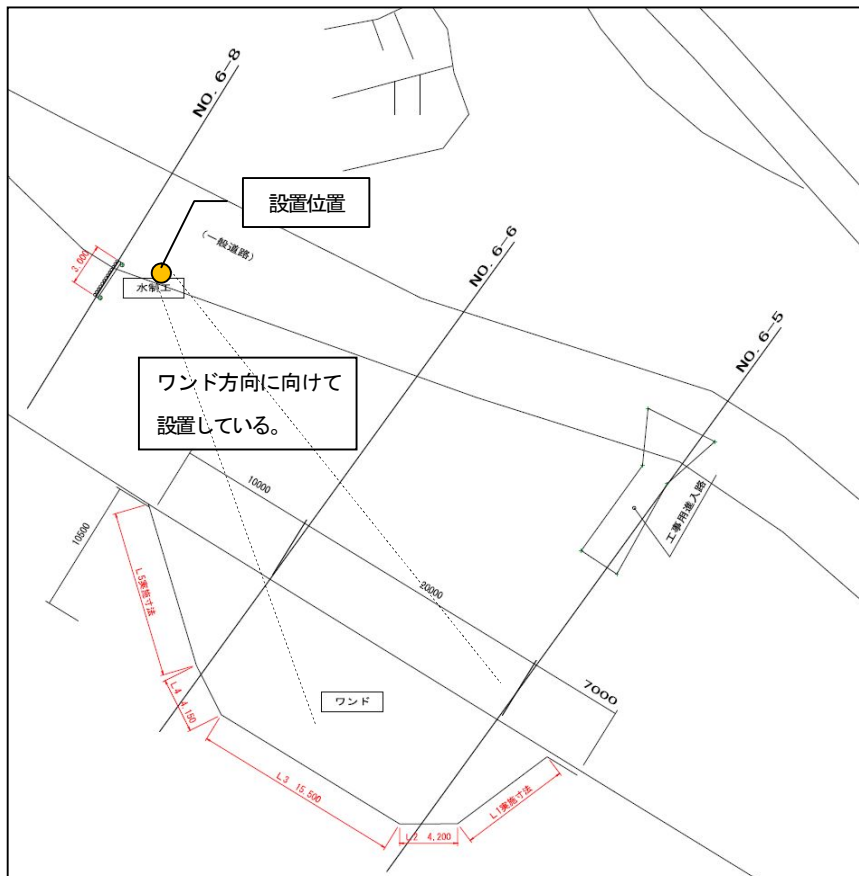 NO. 6-8
設置位置
(一般道路)
NO. 6-6
3,600
水制工
NO. 6-5
ワンド方向に向けて
設置している。
10000
工事用進入路
10500
20000
L5実施寸法
7000
L4 4,150
ワンド
L3 15,500
L1実施寸法
L2 4,200